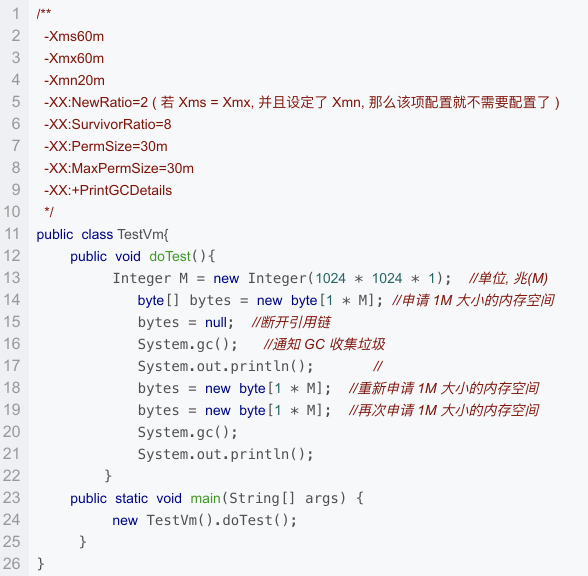 1 /**
2 -Xms60m
3 -Xmx60m
4 -Xmn20m
5 -XX:NewRatio=2 ( 若 Xms = Xmx, 并且设定了 Xmn, 那么该项配置就不需要配置了 )
6 -XX:SurvivorRatio=8
7 -XX:PermSize=30m
8 -XX:MaxPermSize=30m
9 -XX:+PrintGCDetails
10 */
11 public class TestVm{
12 public void doTest(){
13 Integer M = new Integer(1024 * 1024 * 1); //单位, 兆(M)
14 byte[] bytes = new byte[1 * M]; //申请 1M 大小的内存空间
15 bytes = null; //断开引用链
16 System.gc(); //通知 GC 收集垃圾
17 System.out.println(); //
18 bytes = new byte[1 * M]; //重新申请 1M 大小的内存空间
19 bytes = new byte[1 * M]; //再次申请 1M 大小的内存空间
20 System.gc();
21 System.out.println();
22 }
23 public static void main(String[] args) {
24 new TestVm().doTest();
25 }
26 }